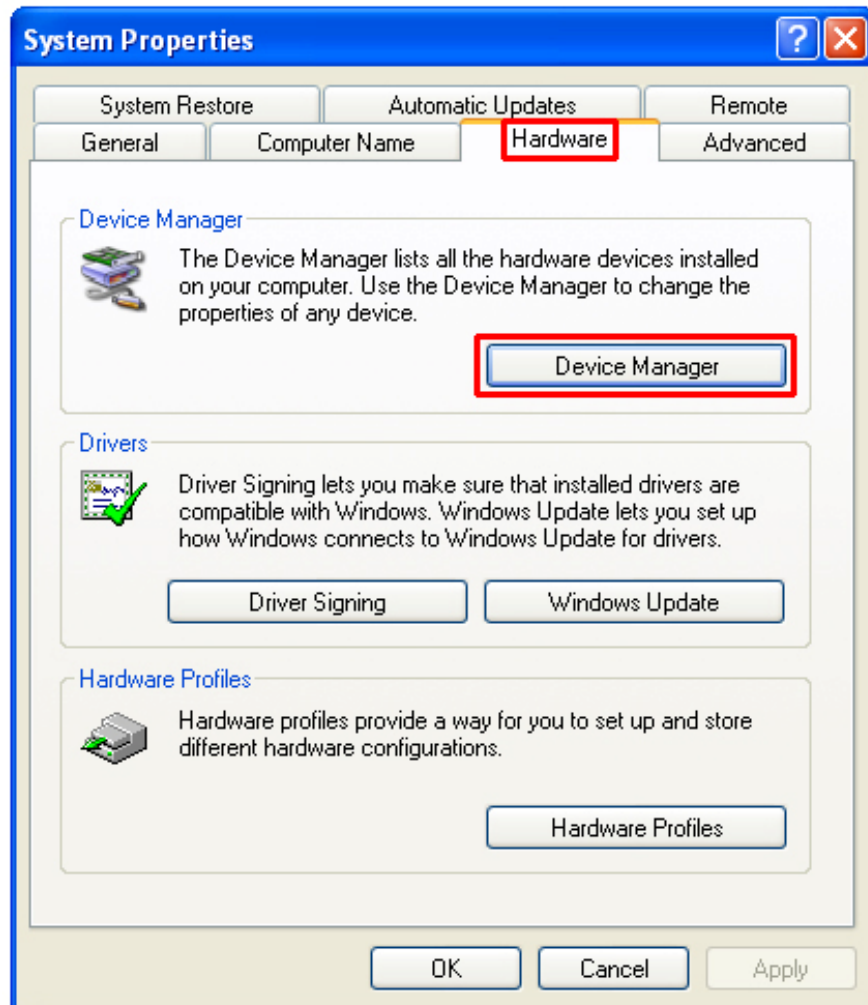 System Properties
System Restore Automatic Updates Remote
General Computer Name Hardware Advanced
Device Manager
The Device Manager lists all the hardware devices installed
on your computer. Use the Device Manager to change the
properties of any device.
Device Manager
Drivers
Driver Signing lets you make sure that installed drivers are
compatible with Windows. Windows Update lets you set up
how Windows connects to Windows Update for drivers.
Driver Signing Windows Update
Hardware Profiles
Hardware profiles provide a way for you to set up and store
different hardware configurations.
Hardware Profiles
OK Cancel Apply